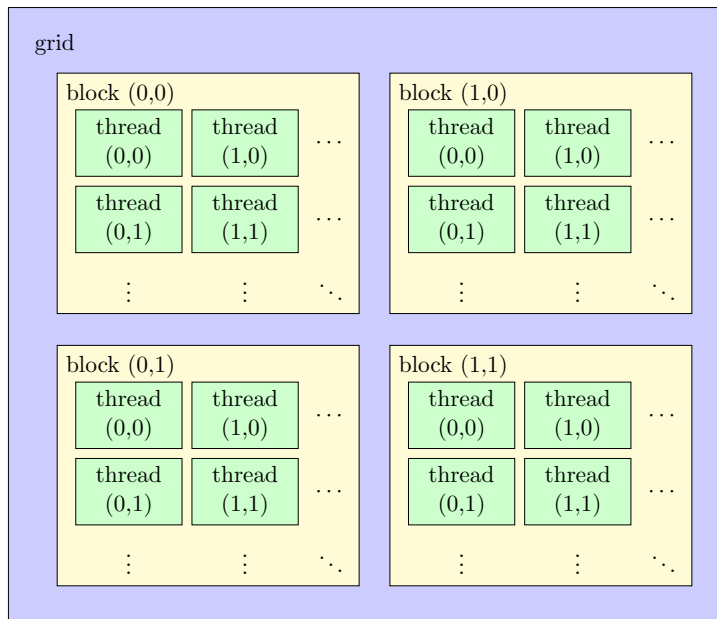 grid
block (0,0)
thread
(0,0)
thread
(1,0)
...
thread
(0,1)
thread
(1,1)
...
⋮
⋮
⋱
block (1,0)
thread
(0,0)
thread
(1,0)
...
thread
(0,1)
thread
(1,1)
...
⋮
⋮
⋱
block (0,1)
thread
(0,0)
thread
(1,0)
...
thread
(0,1)
thread
(1,1)
...
⋮
⋮
⋱
block (1,1)
thread
(0,0)
thread
(1,0)
...
thread
(0,1)
thread
(1,1)
...
⋮
⋮
⋱